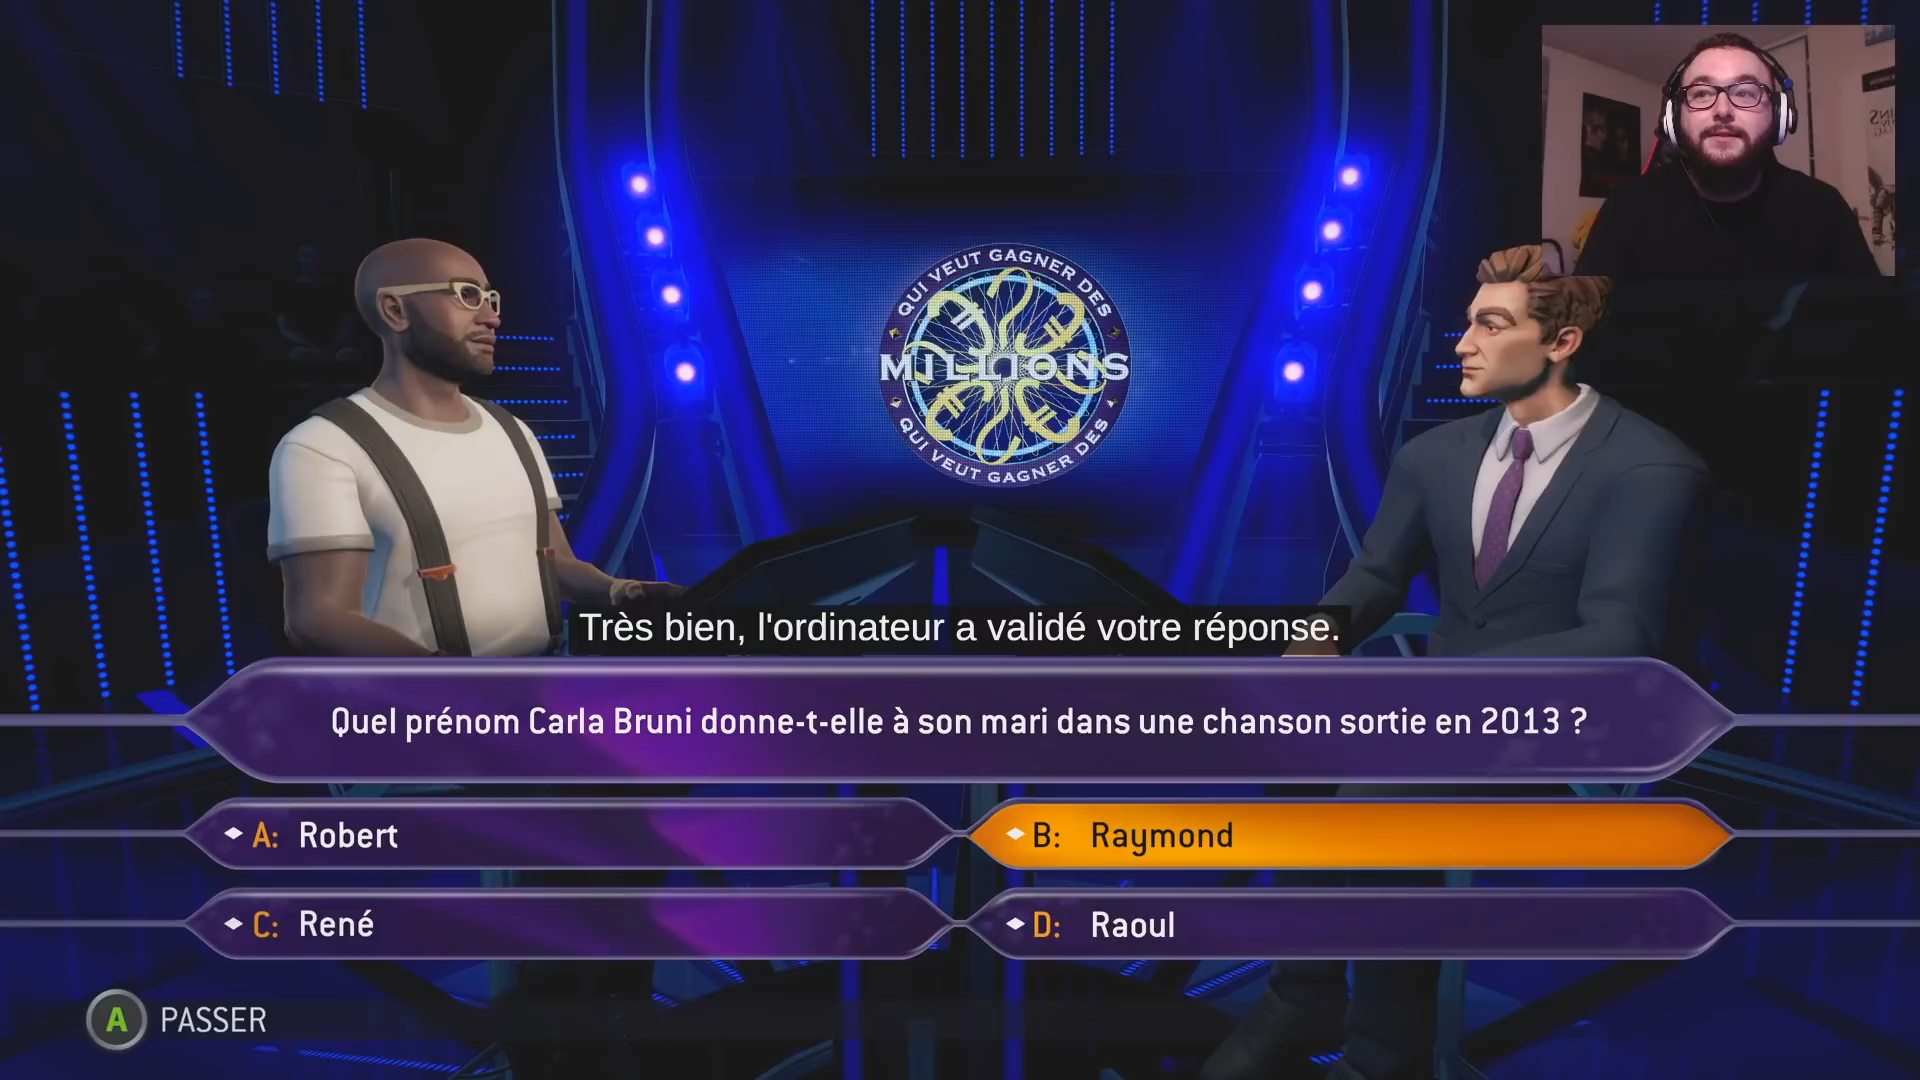 QUI VEUT GAGNER DES
MILLIONS
QUI VEUT GAGNER DES
Très bien, l'ordinateur a validé votre réponse.
Quel prénom Carla Bruni donne-t-elle à son mari dans une chanson sortie en 2013 ?
A: Robert
B: Raymond
C: René
D: Raoul
A PASSER